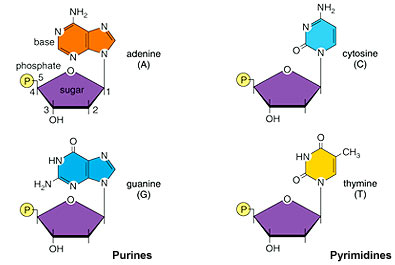 NH2
N
N
N
N
base
adenine
(A)
phosphate
P
5
O
4
sugar
1
3
2
OH
NH2
N
O
N
cytosine
(C)
P
O
OH
O
HN
N
H2N
N
N
guanine
(G)
P
O
OH
Purines
O
HN
CH3
O
N
thymine
(T)
P
O
OH
Pyrimidines